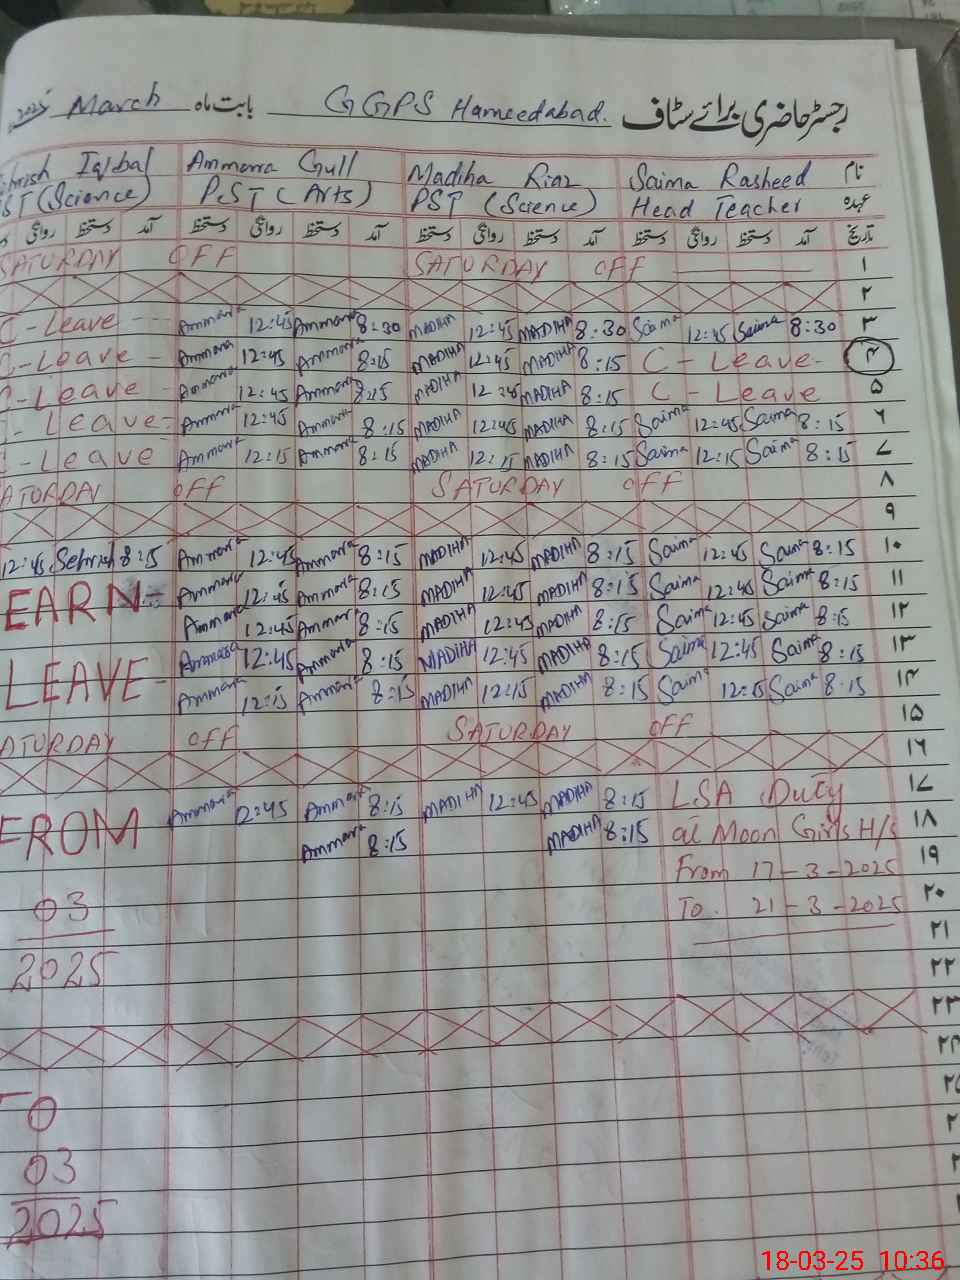 رجسٹر حاضری برائے سٹاف GGPS Hameedabad. بابت ماہ March 2025
نام Saima Rasheed Madiha Riaz Ammara Gull Iqbal
عہدہ Head Teacher PST (Science) PST (Arts) (Science)
تاریخ آمد دستخط روانگی دستخط آمد دستخط روانگی دستخط آمد دستخط روانگی دستخط آمد دستخط روانگی
۱ SATURDAY OFF SATURDAY OFF
۲
۳ 8:30 Saima 12:45 Saima 8:30 MADIHA 12:45 MADIHA 8:30 Ammara 12:45 Ammara C-Leave
۴ C-Leave- 8:15 MADIHA 12:45 MADIHA 8:15 Ammara 12:45 Ammara C-Leave-
۵ C-Leave 8:15 MADIHA 12:45 MADIHA 8:15 Ammara 12:45 Ammara C-Leave
۶ 8:15 Saima 12:45 Saima 8:15 MADIHA 12:45 MADIHA 8:15 Ammara 12:45 Ammara Leave
۷ 8:15 Saima 12:15 Saima 8:15 MADIHA 12:15 MADIHA 8:15 Ammara 12:15 Ammara Leave
۸ SATURDAY OFF ATURDAY OFF
۹
۱۰ 8:15 Saima 12:45 Saima 8:15 MADIHA 12:45 MADIHA 8:15 Ammara 12:45 Ammara 8:15 Sehrish 12:45
۱۱ 8:15 Saima 12:45 Saima 8:15 MADIHA 12:45 MADIHA 8:15 Ammara 12:45 Ammara EARN-
۱۲ 8:15 Saima 12:45 Saima 8:15 MADIHA 12:45 MADIHA 8:15 Ammara 12:45 Ammara
۱۳ 8:15 Saima 12:45 Saima 8:15 MADIHA 12:45 MADIHA 8:15 Ammara 12:45 Ammara LEAVE-
۱۴ 8:15 Saima 12:15 Saima 8:15 MADIHA 12:15 MADIHA 8:15 Ammara 12:15 Ammara
۱۵ SATURDAY OFF ATURDAY OFF
۱۶
۱۷ LSA Duty 8:15 MADIHA 12:45 MADIHA 8:15 Ammara 2:45 Ammara FROM
۱۸ at Moon Girls H/s 8:15 MADIHA 8:15 Ammara
۱۹ From 17-3-2025
۲۰ To. 21-3-2025 03
۲۱ 2025
۲۲
۲۳
۲۴
TO
03
2025
18-03-25 10:36